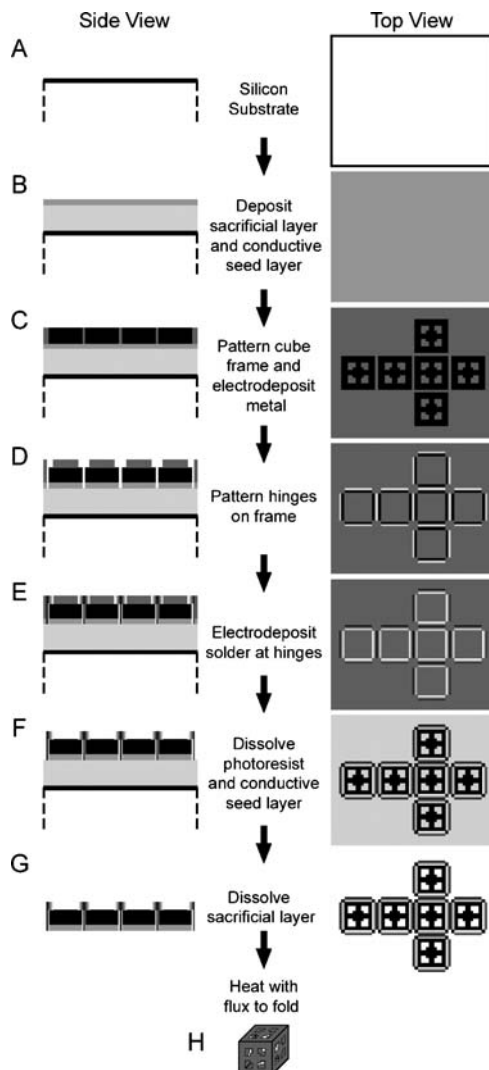 Side View
Top View
A
Silicon
Substrate
B
Deposit
sacrificial layer
and conductive
seed layer
C
Pattern cube
frame and
electrodeposit
metal
D
Pattern hinges
on frame
E
Electrodeposit
solder at hinges
F
Dissolve
photoresist
and conductive
seed layer
G
Dissolve
sacrificial layer
Heat with
flux to fold
H